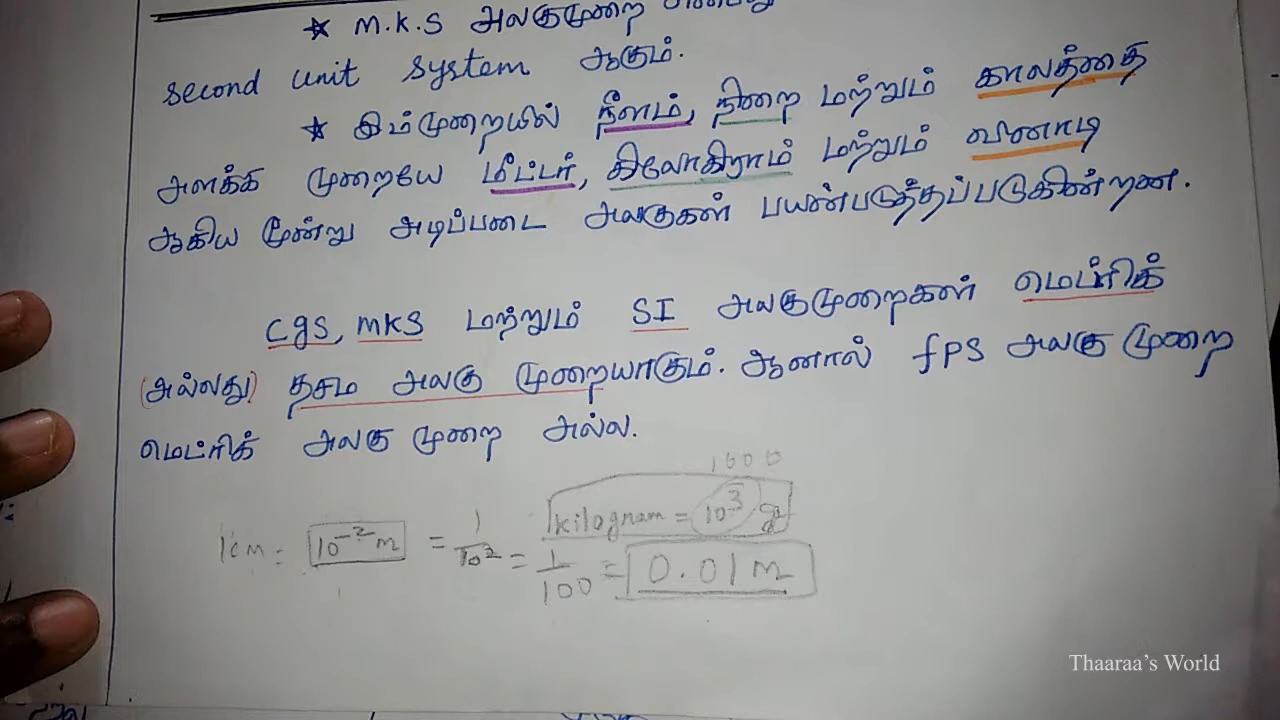 ★ M.K.S அலகுமுறை என்பது
second unit system ஆகும்.
★ இம்முறையில் நீளம், நிறை மற்றும் காலத்தை
அளக்க முறையே மீட்டர், கிலோகிராம் மற்றும் வினாடி
ஆகிய மூன்று அடிப்படை அலகுகள் பயன்படுத்தப்படுகின்றன.
CGS, MKS மற்றும் SI அலகுமுறைகள் மெட்ரிக்
(அல்லது) தசம அலகு முறையாகும். ஆனால் fps அலகு முறை
மெட்ரிக் அலகு முறை அல்ல.
1000
kilogram = 10³ g
1cm = 10⁻² m = 1/10² = 1/100 = 0.01 m
Thaaraa's World